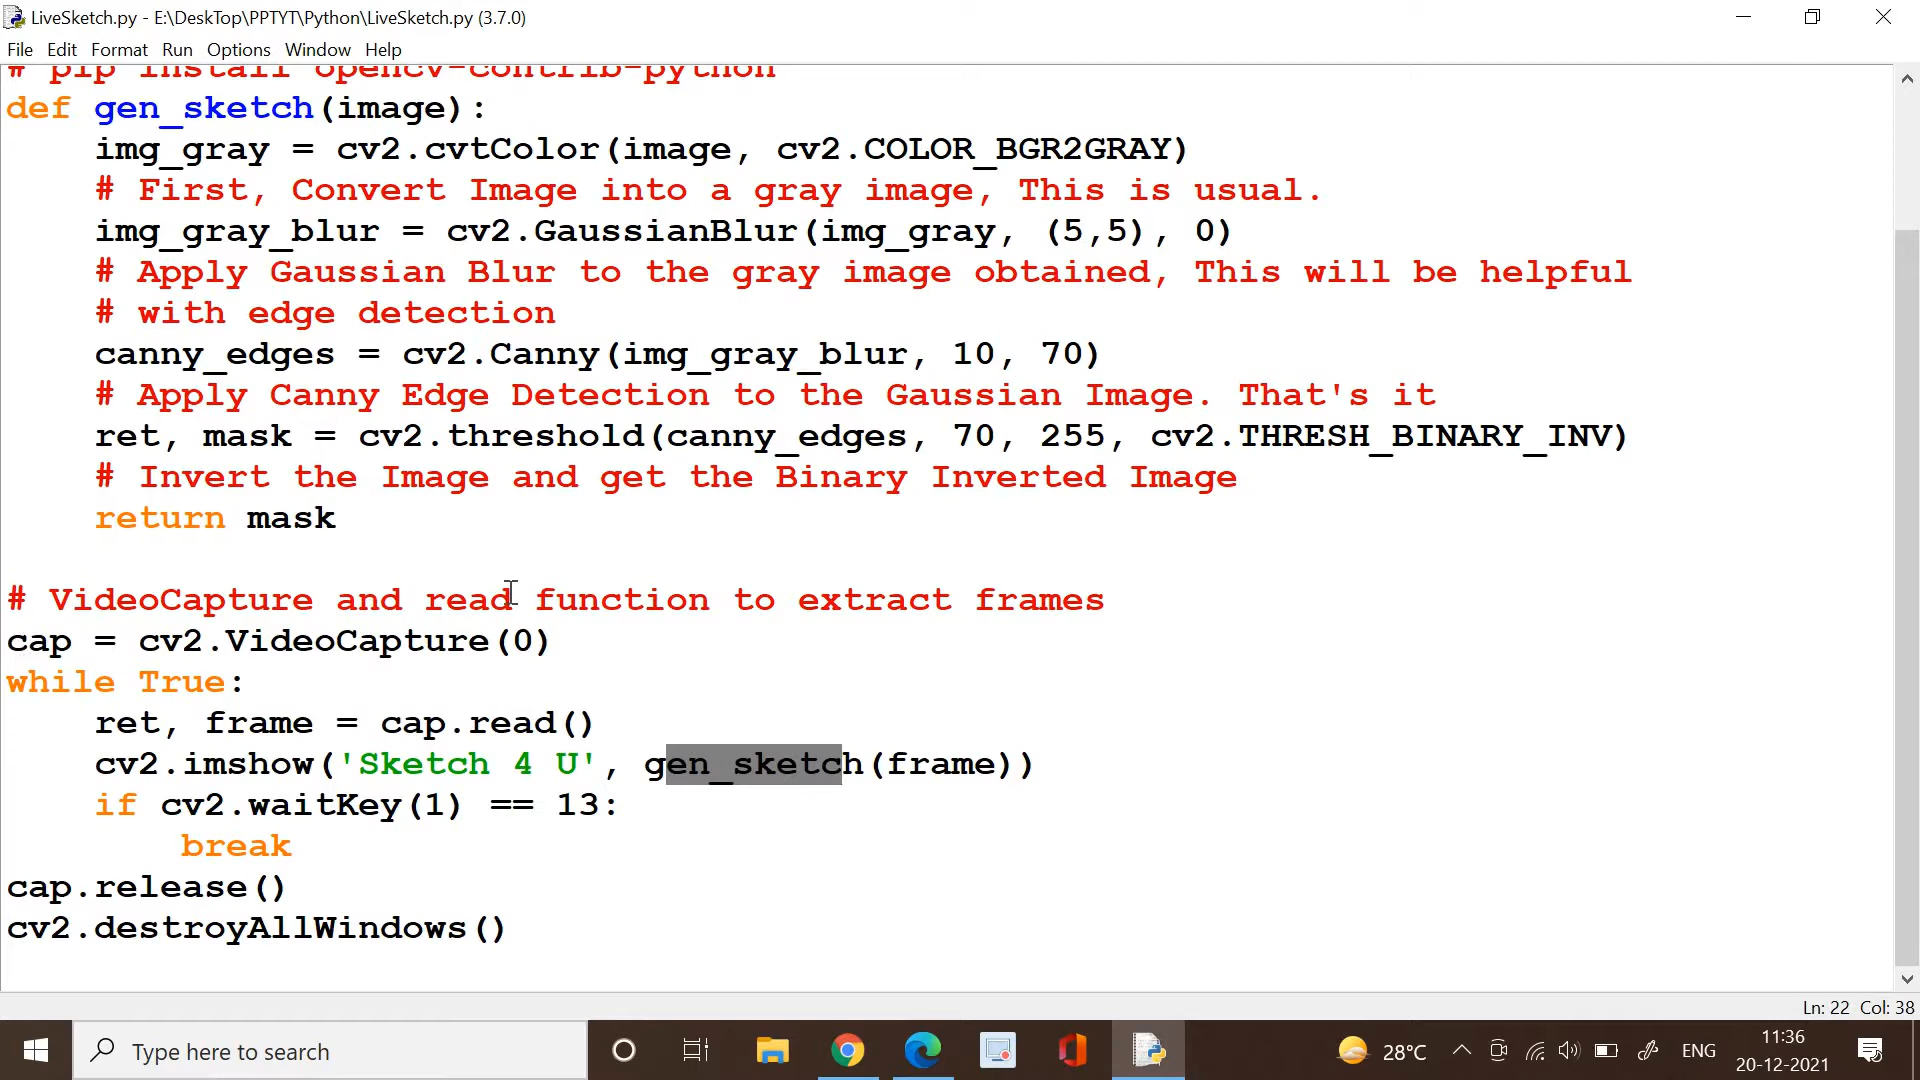 LiveSketch.py - E:\DeskTop\PPTYT\Python\LiveSketch.py (3.7.0)
File Edit Format Run Options Window Help
# pip install opencv-contrib-python
def gen_sketch(image):
    img_gray = cv2.cvtColor(image, cv2.COLOR_BGR2GRAY)
    # First, Convert Image into a gray image, This is usual.
    img_gray_blur = cv2.GaussianBlur(img_gray, (5,5), 0)
    # Apply Gaussian Blur to the gray image obtained, This will be helpful
    # with edge detection
    canny_edges = cv2.Canny(img_gray_blur, 10, 70)
    # Apply Canny Edge Detection to the Gaussian Image. That's it
    ret, mask = cv2.threshold(canny_edges, 70, 255, cv2.THRESH_BINARY_INV)
    # Invert the Image and get the Binary Inverted Image
    return mask
# VideoCapture and read function to extract frames
cap = cv2.VideoCapture(0)
while True:
    ret, frame = cap.read()
    cv2.imshow('Sketch 4 U', gen_sketch(frame))
    if cv2.waitKey(1) == 13:
        break
cap.release()
cv2.destroyAllWindows()
Ln: 22 Col: 38
Type here to search
28°C
ENG
11:36
20-12-2021